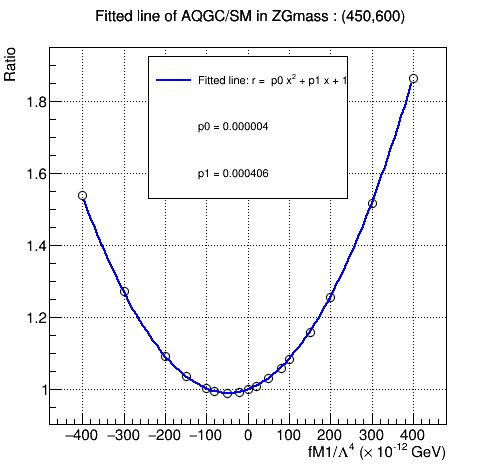 Fitted line of AQGC/SM in ZGmass : (450,600)
Ratio
Fitted line: r = p0 x² + p1 x + 1
p0 = 0.000004
p1 = 0.000406
1.8
1.6
1.4
1.2
1
−400 −300 −200 −100 0 100 200 300 400
fM1/Λ⁴ (× 10⁻¹² GeV)